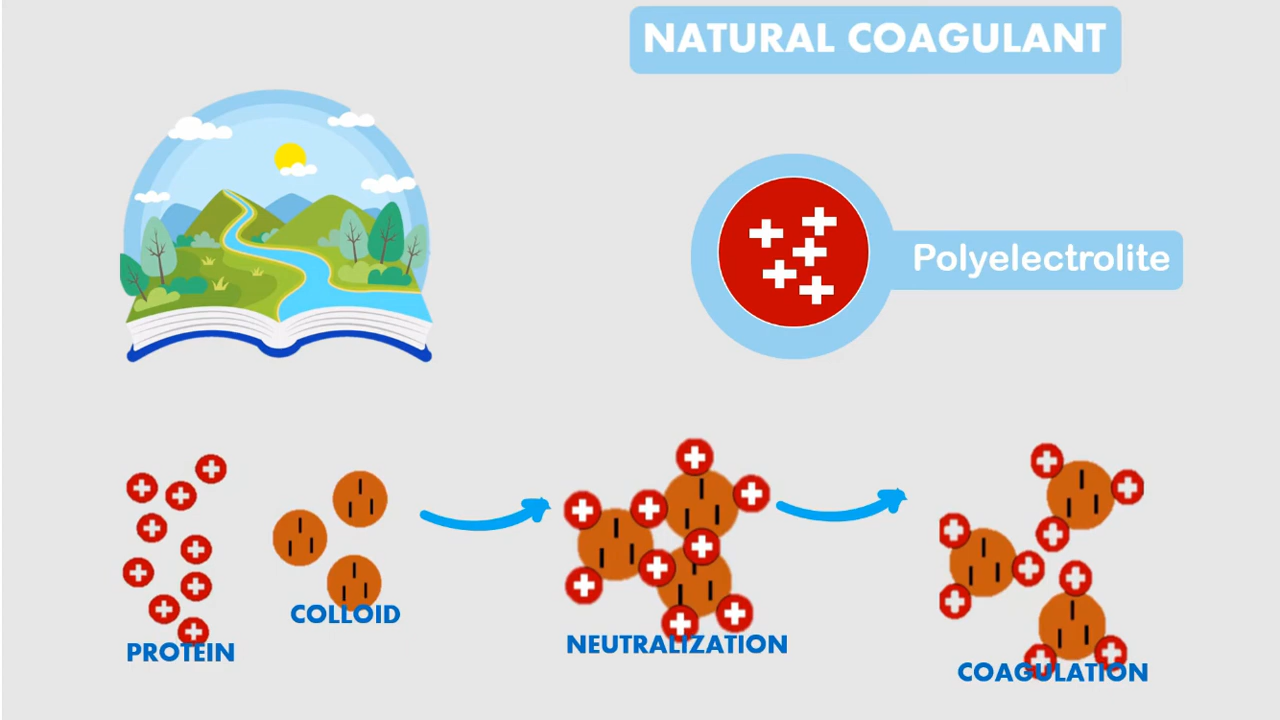 NATURAL COAGULANT
Polyelectrolite
PROTEIN
COLLOID
NEUTRALIZATION
COAGULATION